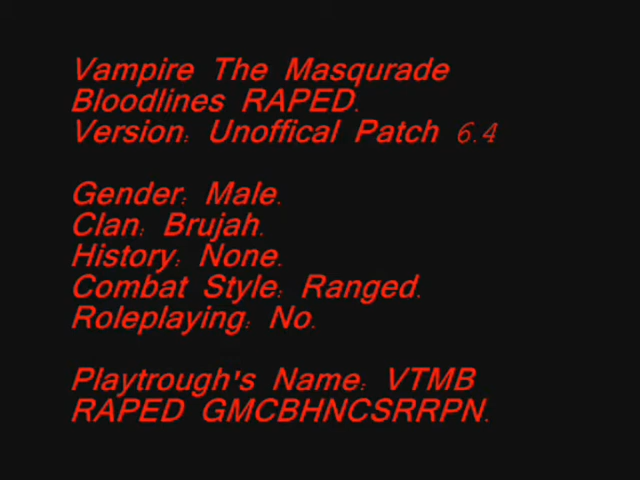 Vampire The Masqurade
Bloodlines RAPED.
Version: Unoffical Patch 6.4
Gender: Male.
Clan: Brujah.
History: None.
Combat Style: Ranged.
Roleplaying: No.
Playtrough's Name: VTMB
RAPED GMCBHNCSRRPN.